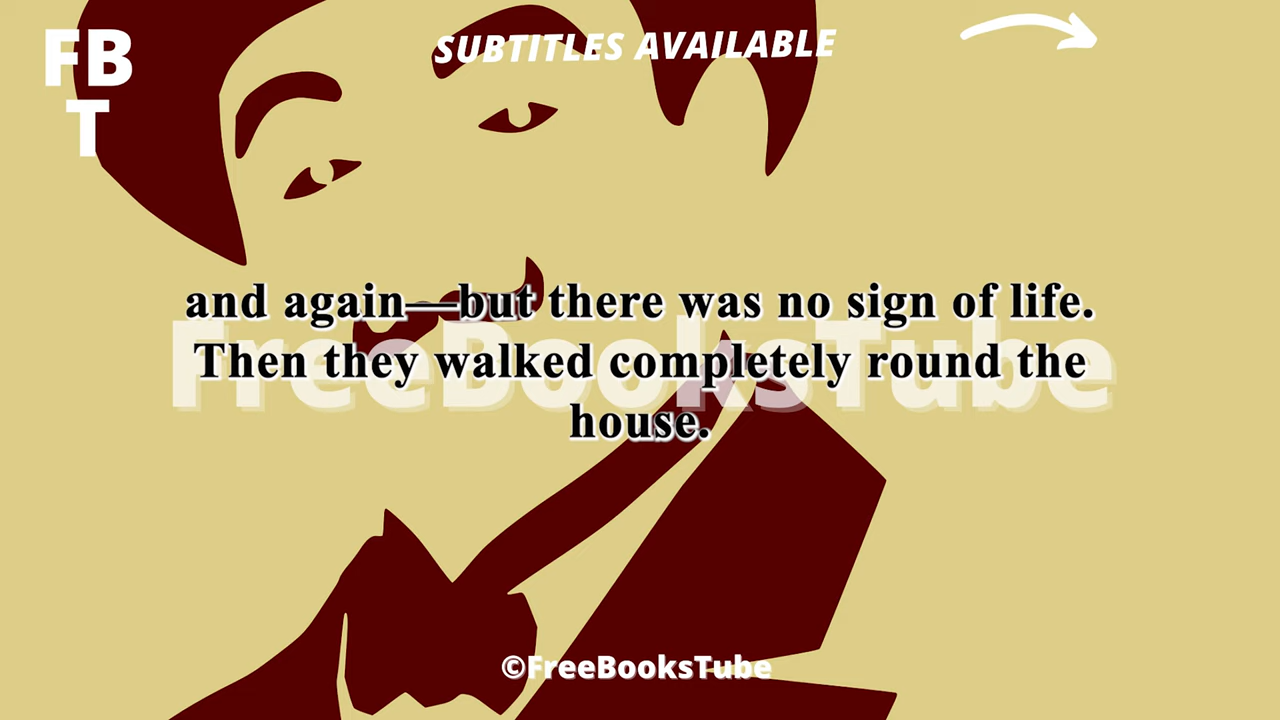 FB
T
SUBTITLES AVAILABLE
and again—but there was no sign of life.
Then they walked completely round the
house.
FreeBooksTube
©FreeBooksTube